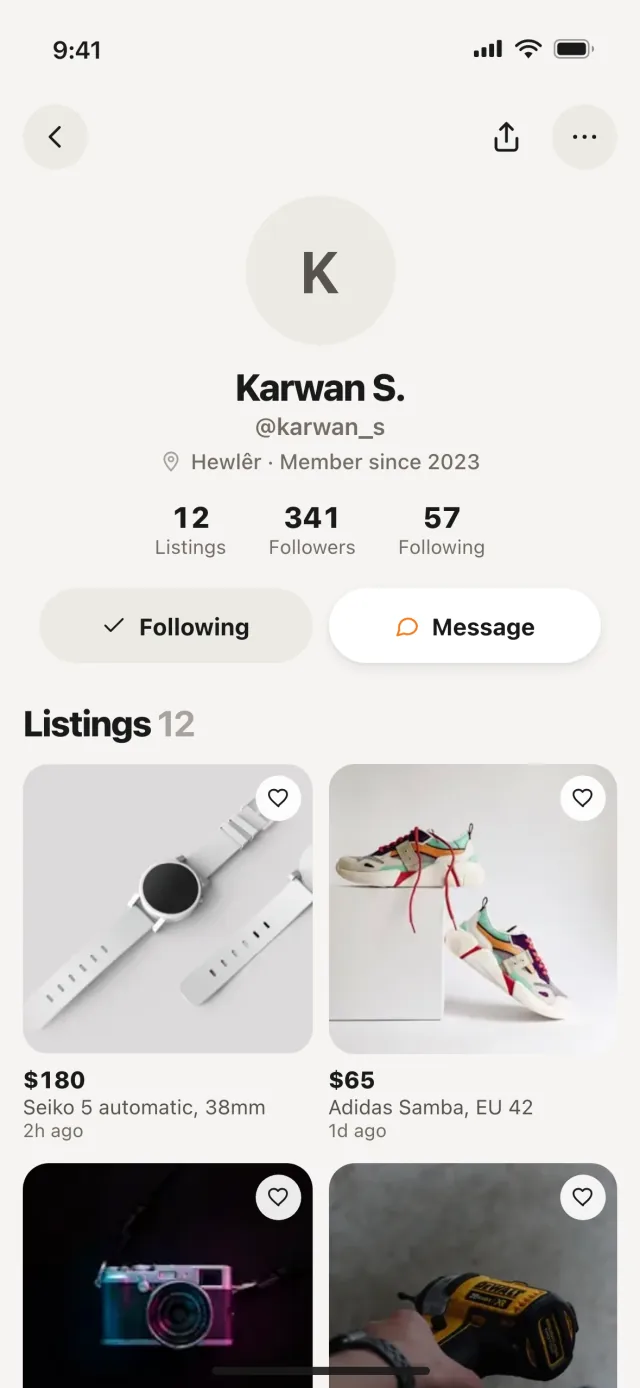 9:41
K
Karwan S.
@karwan_s
Hewlêr · Member since 2023
12 341 57
Listings Followers Following
Following Message
Listings 12
$180 $65
Seiko 5 automatic, 38mm Adidas Samba, EU 42
2h ago 1d ago
DEWALT